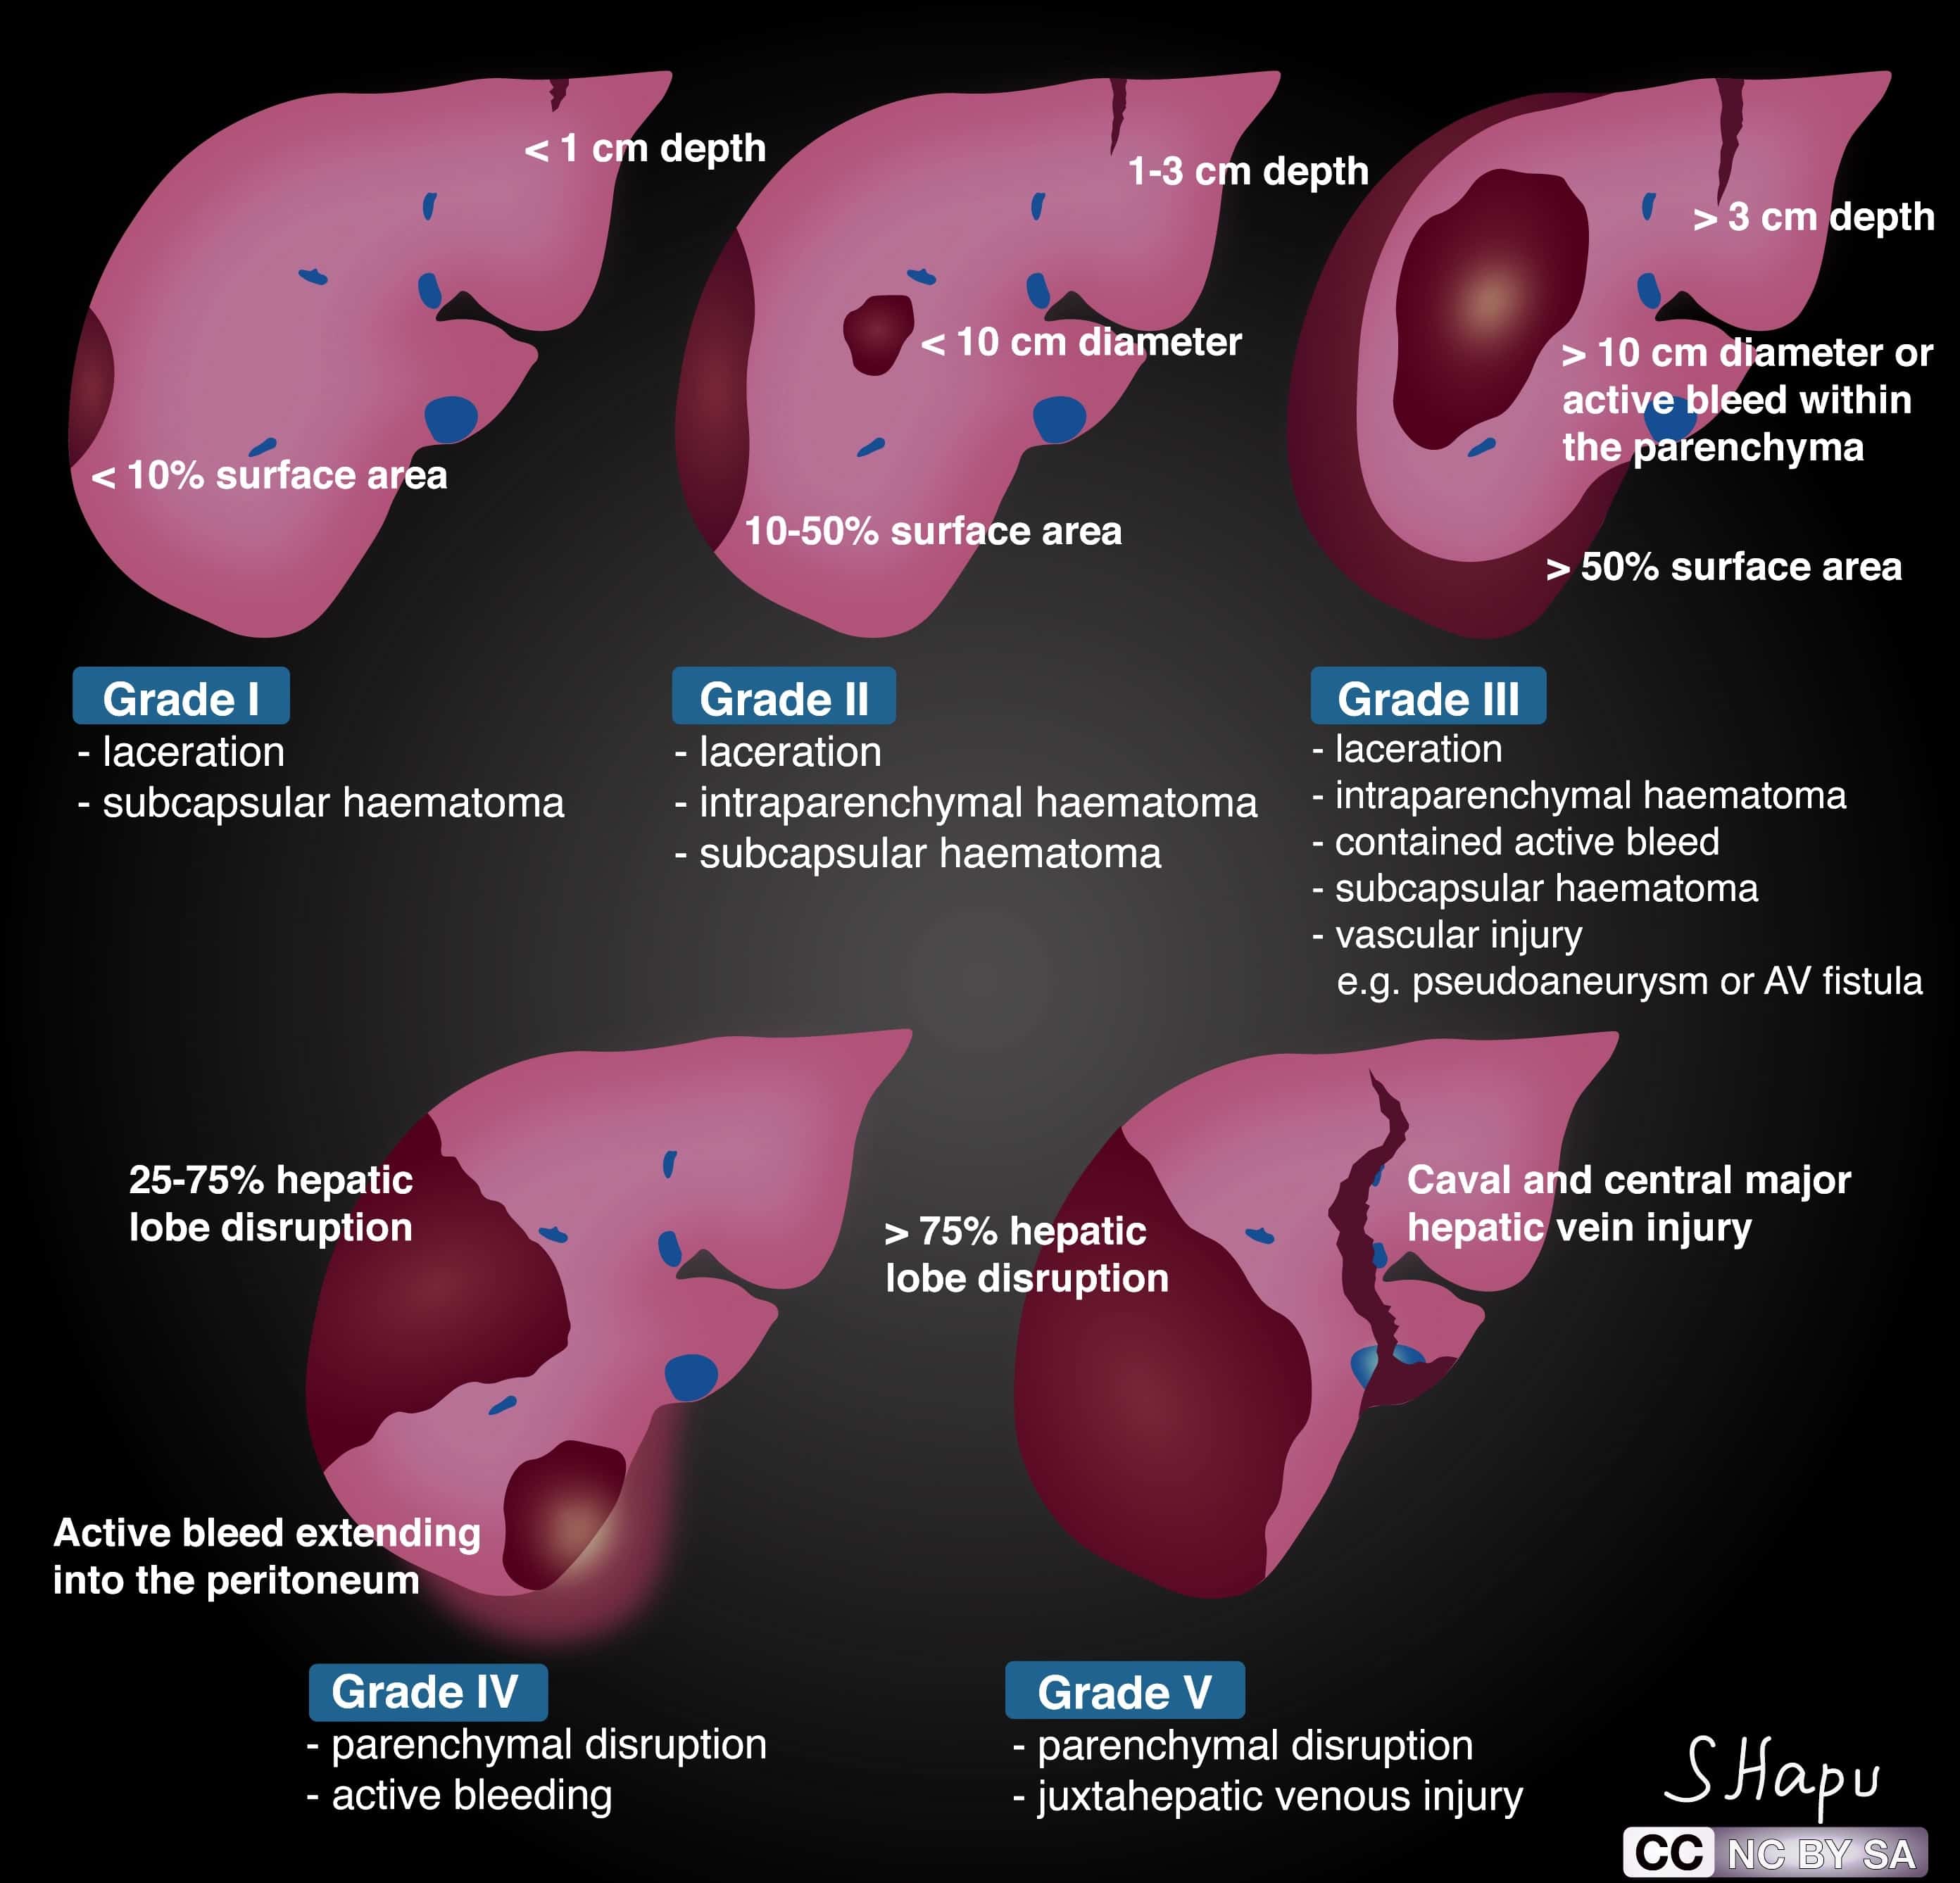 < 1 cm depth
< 10% surface area
Grade I
- laceration
- subcapsular haematoma
1-3 cm depth
< 10 cm diameter
10-50% surface area
Grade II
- laceration
- intraparenchymal haematoma
- subcapsular haematoma
> 3 cm depth
> 10 cm diameter or
active bleed within
the parenchyma
> 50% surface area
Grade III
- laceration
- intraparenchymal haematoma
- contained active bleed
- subcapsular haematoma
- vascular injury
e.g. pseudoaneurysm or AV fistula
25-75% hepatic
lobe disruption
Active bleed extending
into the peritoneum
Grade IV
- parenchymal disruption
- active bleeding
> 75% hepatic
lobe disruption
Caval and central major
hepatic vein injury
Grade V
- parenchymal disruption
- juxtahepatic venous injury
SHapu
CC NC BY SA